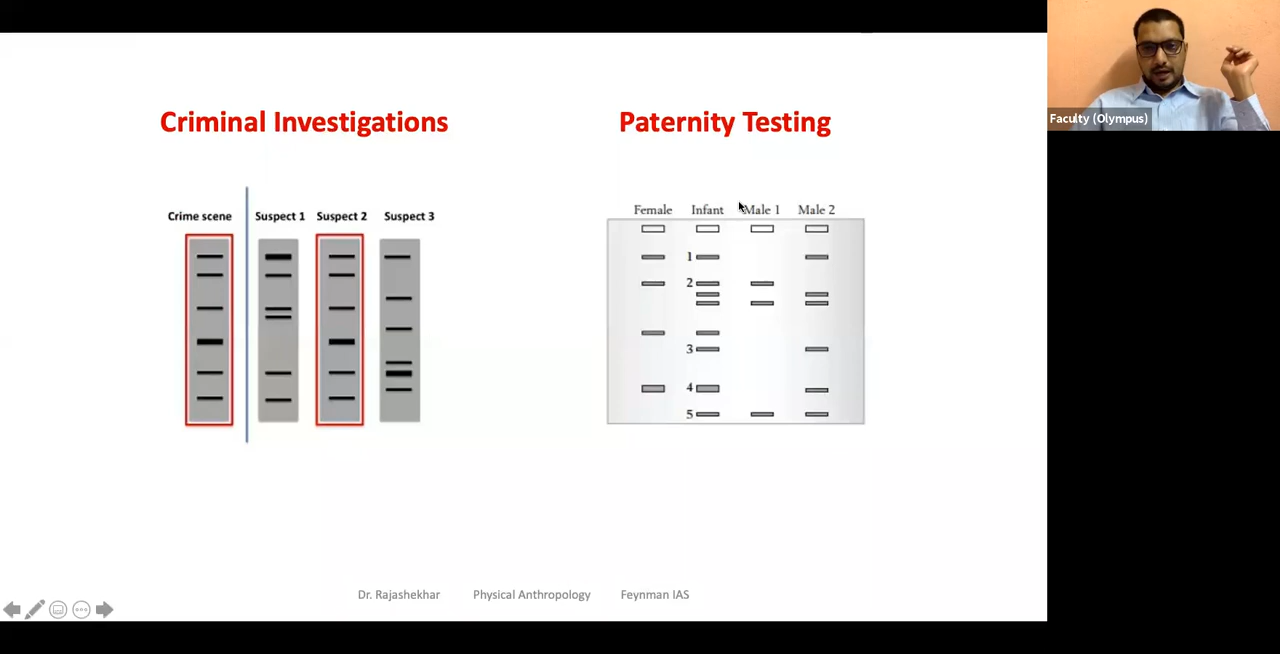 Criminal Investigations
Crime scene Suspect 1 Suspect 2 Suspect 3
Paternity Testing
Female Infant Male 1 Male 2
1
2
3
4
5
Dr. Rajashekhar Physical Anthropology Feynman IAS
Faculty (Olympus)